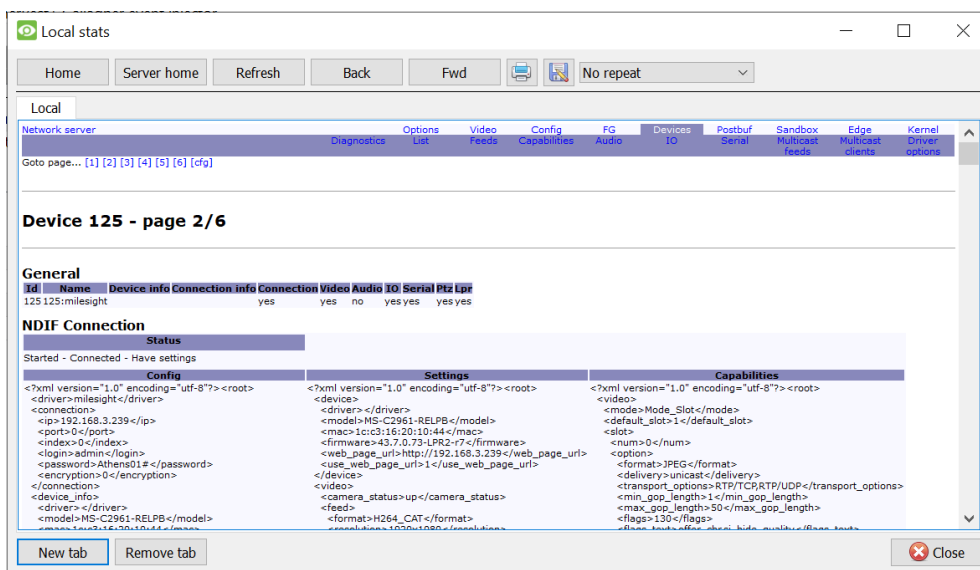 Local stats
Home Server home Refresh Back Fwd No repeat
Local
Network server Options Video Config FG Devices Postbuf Sandbox Edge Kernel
Diagnostics List Feeds Capabilities Audio IO Serial Multicast Multicast Driver
feeds clients options
Goto page... [1] [2] [3] [4] [5] [6] [cfg]
Device 125 - page 2/6
General
Id Name Device info Connection info Connection Video Audio IO Serial Ptz Lpr
125 125:milesight yes yes no yes yes yes yes
NDIF Connection
Status
Started - Connected - Have settings
Config Settings Capabilities
<?xml version="1.0" encoding="utf-8"?><root> <?xml version="1.0" encoding="utf-8"?><root> <?xml version="1.0" encoding="utf-8"?><root>
<driver>milesight</driver> <device> <video>
<connection> <driver></driver> <mode>Mode_Slot</mode>
<ip>192.168.3.239</ip> <model>MS-C2961-RELPB</model> <default_slot>1</default_slot>
<port>0</port> <mac>1c:c3:16:20:10:44</mac> <slot>
<index>0</index> <firmware>43.7.0.73-LPR2-r7</firmware> <num>0</num>
<login>admin</login> <web_page_url>http://192.168.3.239</web_page_url> <option>
<password>Athens01#</password> <use_web_page_url>1</use_web_page_url> <format>JPEG</format>
<encryption>0</encryption> </device> <delivery>unicast</delivery>
</connection> <video> <transport_options>RTP/TCP,RTP/UDP</transport_options>
<device_info> <camera_status>up</camera_status> <min_gop_length>1</min_gop_length>
<driver></driver> <feed> <max_gop_length>50</max_gop_length>
<model>MS-C2961-RELPB</model> <format>H264_CAT</format> <flags>130</flags>
New tab Remove tab Close